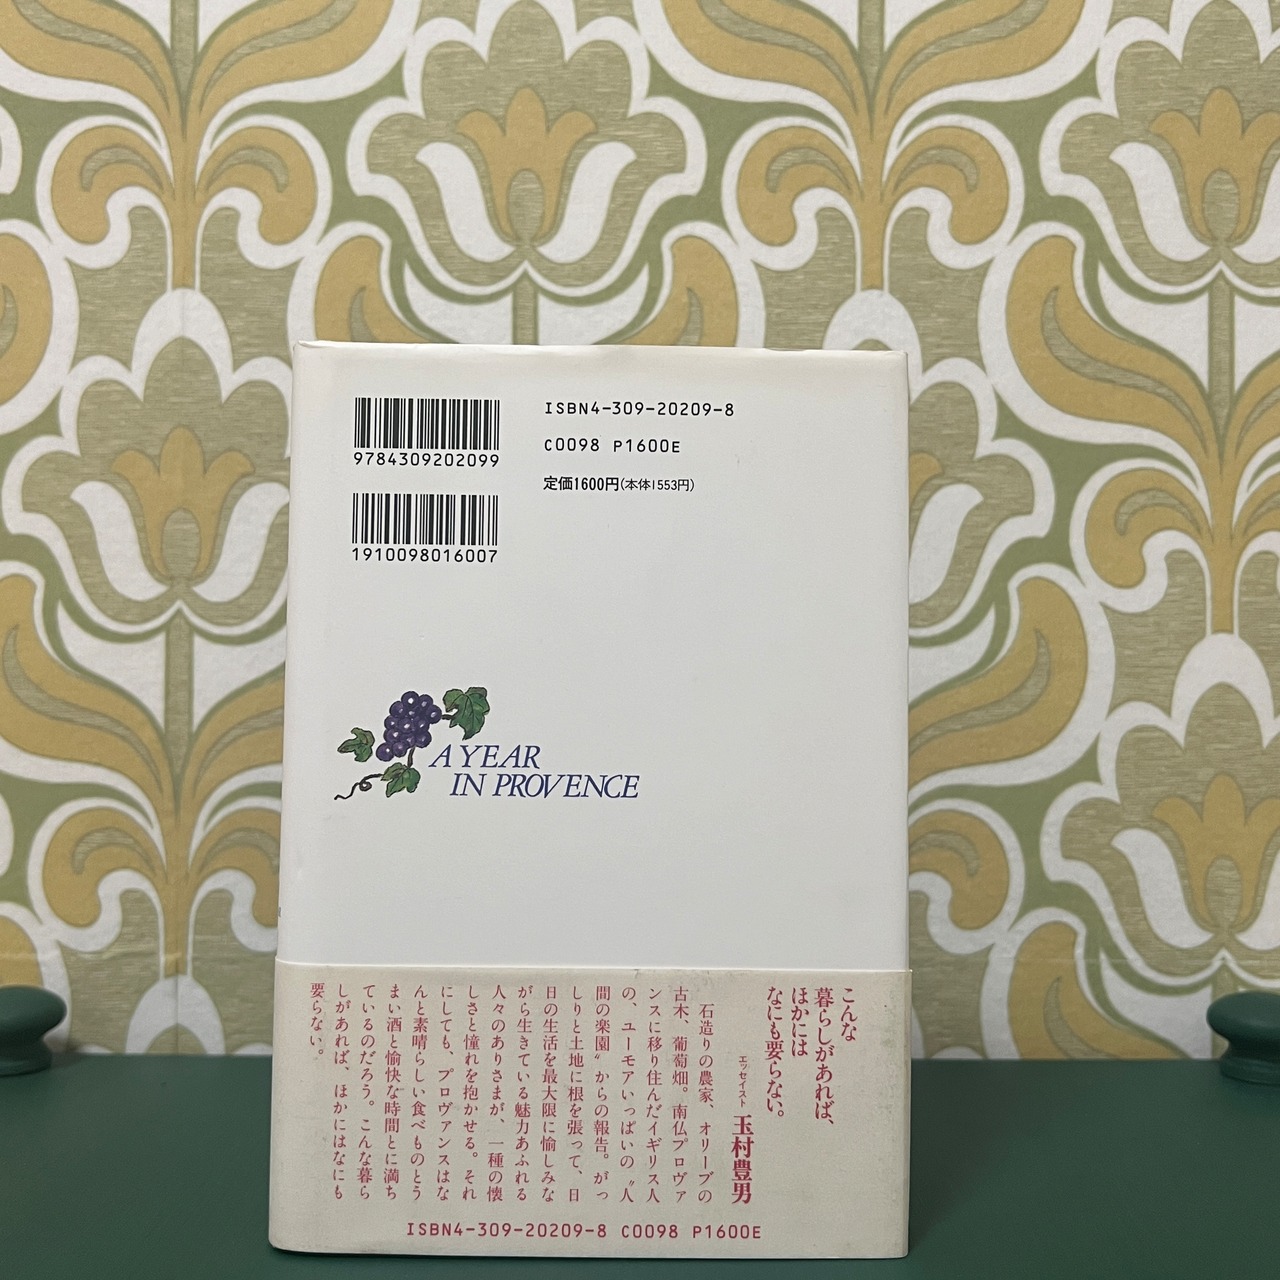 9784309202099
1910098016007
ISBN4-309-20209-8
C0098 P1600E
定価1600円(本体1553円)
A YEAR
IN PROVENCE
こんな
暮らしがあれば、
ほかには
なにも要らない。
エッセイスト 玉村豊男
石造りの農家、オリーブの
古木、葡萄畑。南仏プロヴァ
ンスに移り住んだイギリス人
の、ユーモアいっぱいの〝人
間の楽園〟からの報告。がっ
しりと土地に根を張って、日
日の生活を最大限に愉しみな
がら生きている魅力あふれる
人々のありさまが、一種の懐
しさと憧れを抱かせる。それ
にしても、プロヴァンスはな
んと素晴らしい食べものとう
まい酒と愉快な時間とに満ち
ているのだろう。こんな暮ら
しがあれば、ほかにはなにも
要らない。
ISBN4-309-20209-8 C0098 P1600E